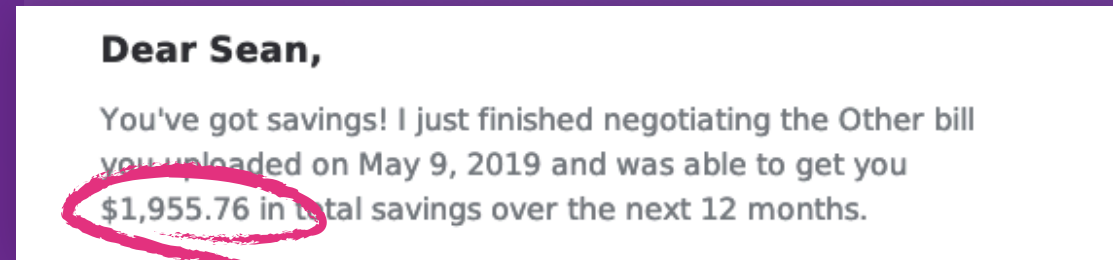 Dear Sean,
You've got savings! I just finished negotiating the Other bill
you uploaded on May 9, 2019 and was able to get you
$1,955.76 in total savings over the next 12 months.